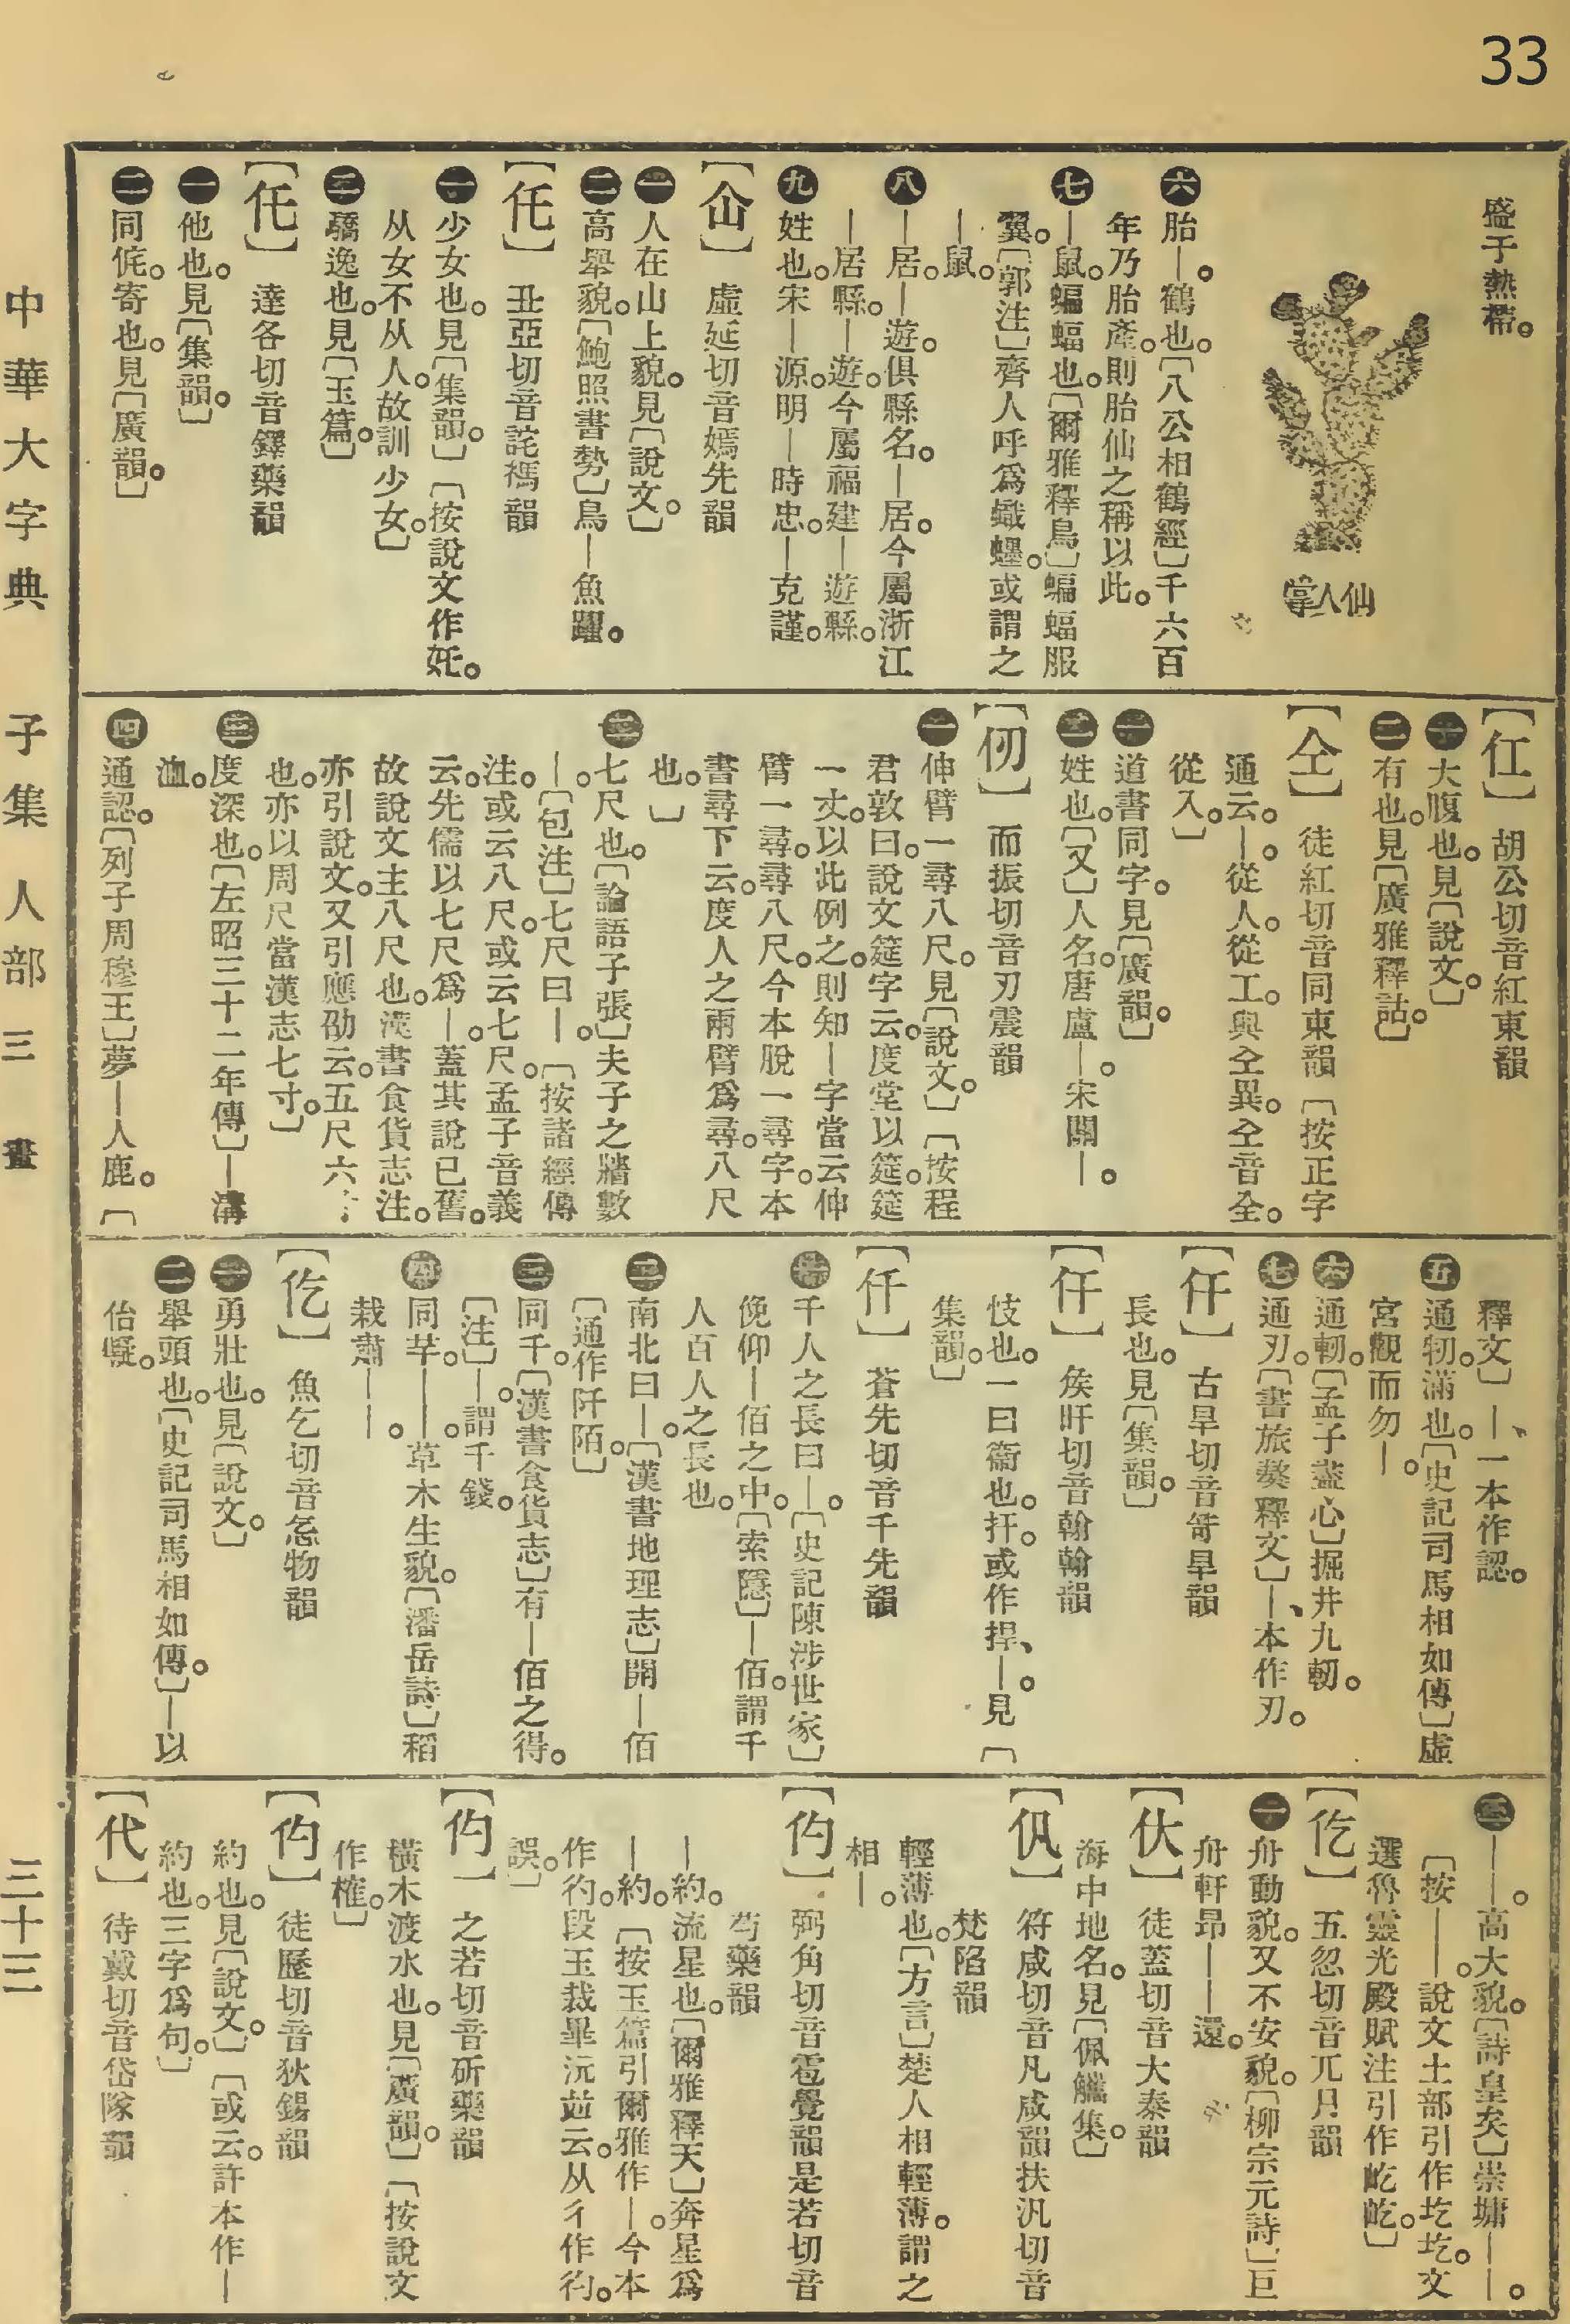 33
盛于熱帶。
仙人掌
㊅胎—。鶴也。〔八公相鶴經〕千六百
年乃胎產。則胎仙之稱以此。
㊆—鼠。蝙蝠也。〔爾雅釋鳥〕蝙蝠服
翼。〔郭注〕齊人呼爲蟙䘃。或謂之
—鼠。
㊇—居。—遊。俱縣名。—居。今屬浙江
—居縣。—遊。今屬福建—遊縣。
㊈姓也。宋—源。明—時忠。—克謹。
〔仚〕虛延切音嫣先韻
㊀人在山上貌。見〔說文。〕
㊁高舉貌。〔鮑照書勢〕鳥—魚躍。
〔仛〕丑亞切音詫禡韻
㊀少女也。見〔集韻。〕〔按說文作奼。
从女不从人。故訓少女。〕
㊁驕逸也。見〔玉篇。〕
〔仛〕達各切音鐸藥韻
㊀他也。見〔集韻。〕
㊁同侂。寄也。見〔廣韻。〕
〔仜〕胡公切音紅東韻
㊀大腹也。見〔說文。〕
㊁有也。見〔廣雅釋詁。〕
〔仝〕徒紅切音同東韻〔按正字
通云。—。從人。從工。與仝異。仝音全。
從入。〕
㊀道書同字。見〔廣韻。〕
㊁姓也。〔又〕人名。唐盧—。宋關—。
〔仞〕而振切音刃震韻
㊀伸臂一尋八尺。見〔說文。〕〔按程
君敦曰。說文筵字云。度堂以筵。筵
一丈。以此例之。則知—字當云伸
臂一尋。尋八尺。今本脫一尋字。本
書尋下云。度人之兩臂爲尋。八尺
也。〕
㊁七尺也。〔論語子張〕夫子之牆數
—。〔包注〕七尺曰—。〔按諸經傳
注。或云八尺。或云七尺。孟子音義
云。先儒以七尺爲—。蓋其說已舊。
故說文主八尺也。漢書食貨志注。
亦引說文。又引應劭云。五尺六寸
也。亦以周尺當漢志七寸。〕
㊂度深也。〔左昭三十二年傳〕—溝
洫。
㊃通認。〔列子周穆王〕夢—人鹿。〔
釋文〕—、一本作認。
㊄通牣。滿也。〔史記司馬相如傳〕虛
宮觀而勿—。
㊅通軔。〔孟子盡心〕掘井九軔。
㊆通刃。〔書旅獒釋文〕—、本作刃。
〔仠〕古旱切音笴旱韻
長也。見〔集韻。〕
〔仠〕矦旰切音翰翰韻
忮也。一曰衞也。扞。或作捍、—。見〔
集韻。〕
〔仟〕蒼先切音千先韻
㊀千人之長曰—。〔史記陳涉世家〕
俛仰—佰之中。〔索隱〕—佰。謂千
人百人之長也。
㊁南北曰—。〔漢書地理志〕開—佰
〔通作阡陌。〕
㊂同千。〔漢書食貨志〕有—佰之得。
〔注〕—。謂千錢。
㊃同芊。——。草木生貌。〔潘岳詩〕稻
栽肅——。
〔仡〕魚乞切音疙物韻
㊀勇壯也。見〔說文。〕
㊁舉頭也。〔史記司馬相如傳。〕—以
佁儗。
㊂——。高大貌。〔詩皇矣〕崇墉——。
〔按——。說文土部引作圪圪。文
選魯靈光殿賦注引作屹屹。〕
〔仡〕五忽切音兀月韻
㊀舟動貌。又不安貌。〔柳宗元詩〕巨
舟軒昂——還。
〔㐲〕徒蓋切音大泰韻
海中地名。見〔佩觿集。〕
〔㐳〕符咸切音凡咸韻扶汎切音
梵陷韻
輕薄也。〔方言〕楚人相輕薄。謂之
相—。
〔仢〕弼角切音雹覺韻是若切音
芍藥韻
—約。流星也。〔爾雅釋天〕奔星爲
—約。〔按玉篇引爾雅作—。今本
作彴。段玉裁畢沅並云。从彳作彴。
誤。〕
〔仢〕之若切音斫藥韻
橫木渡水也。見〔廣韻。〕〔按說文
作榷。〕
〔仢〕徒歷切音狄錫韻
約也。見〔說文。〕〔或云。許本作—
約也。三字爲句。〕
〔代〕待戴切音岱隊韻
中華大字典 子集 人部 三畫 三十三